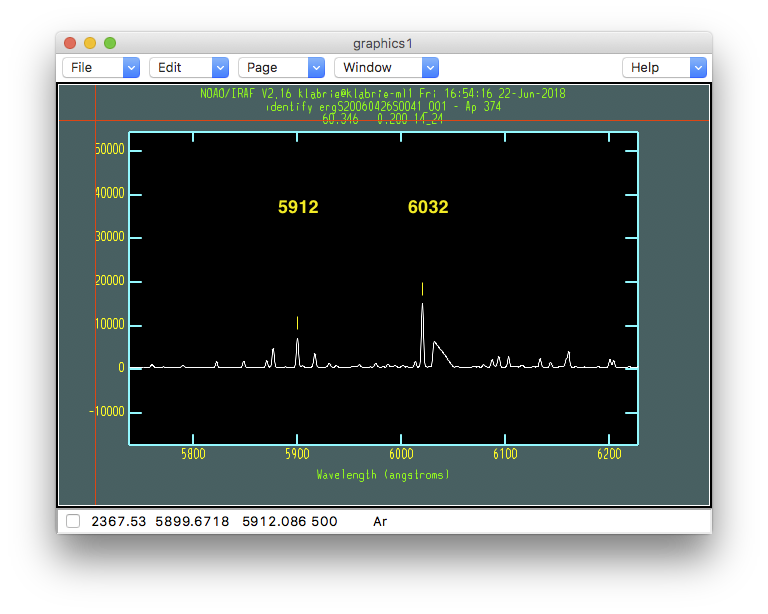 graphics1
File Edit Page Window Help
NOAO/IRAF V2.16 klabrie@klabrie-ml1 Fri 16:54:16 22-Jun-2018
identify ergS20060426S0041_001 - Ap 374
60.346 - 0.200 14_24
50000
5912 6032
40000
30000
20000
10000
0
-10000
5800 5900 6000 6100 6200
Wavelength (angstroms)
2367.53 5899.6718 5912.086 500 Ar